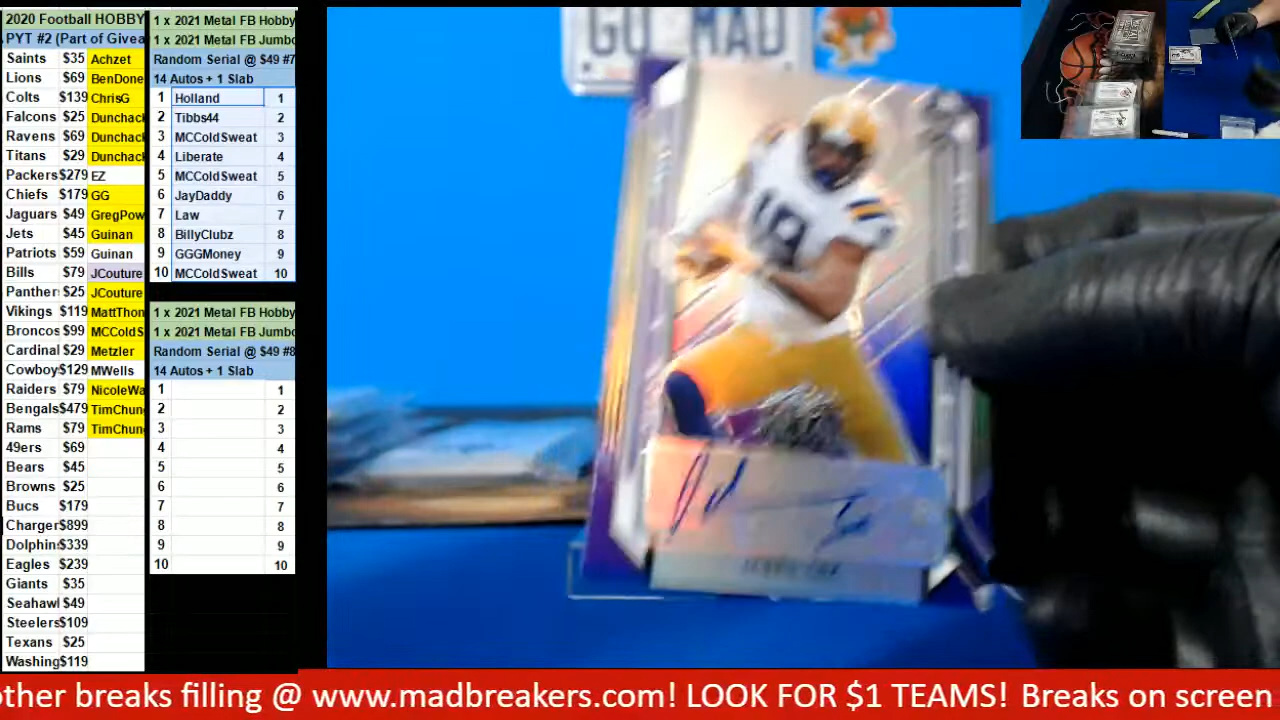 2020 Football HOBBY
PYT #2 (Part of Givea
Saints $35 Achzet
Lions $69 BenDone
Colts $139 ChrisG
Falcons $25 Dunchack
Ravens $69 Dunchack
Titans $29 Dunchack
Packers $279 EZ
Chiefs $179 GG
Jaguars $49 GregPow
Jets $45 Guinan
Patriots $59 Guinan
Bills $79 JCouture
Panther $25 JCouture
Vikings $119 MattThon
Broncos $99 MCColdS
Cardinal $29 Metzler
Cowboy $129 MWells
Raiders $79 NicoleWa
Bengals $479 TimChun
Rams $79 TimChun
49ers $69
Bears $45
Browns $25
Bucs $179
Charger $899
Dolphin $339
Eagles $239
Giants $35
Seahawl $49
Steelers $109
Texans $25
Washing $119
1 x 2021 Metal FB Hobby
1 x 2021 Metal FB Jumbo
Random Serial @ $49 #7
14 Autos + 1 Slab
1 Holland 1
2 Tibbs44 2
3 MCColdSweat 3
4 Liberate 4
5 MCColdSweat 5
6 JayDaddy 6
7 Law 7
8 BillyClubz 8
9 GGGMoney 9
10 MCColdSweat 10
1 x 2021 Metal FB Hobby
1 x 2021 Metal FB Jumbo
Random Serial @ $49 #8
14 Autos + 1 Slab
1 1
2 2
3 3
4 4
5 5
6 6
7 7
8 8
9 9
10 10
GO MAD
19
other breaks filling @ www.madbreakers.com! LOOK FOR $1 TEAMS! Breaks on screen